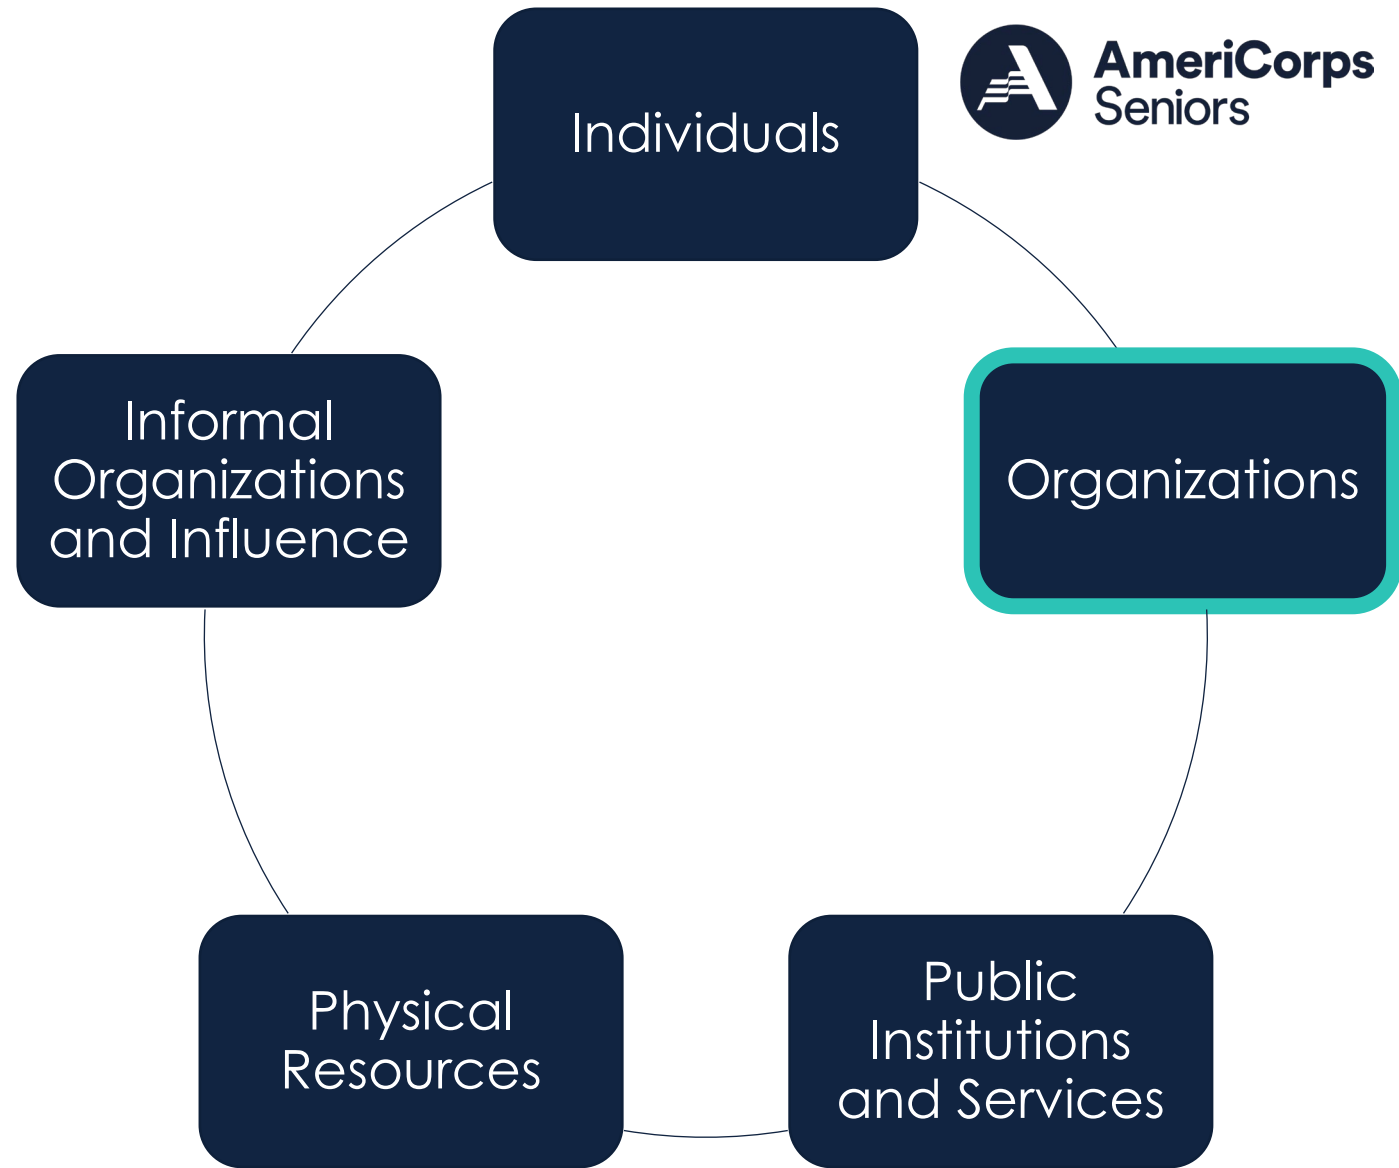 Individuals
AmeriCorps
Seniors
Informal
Organizations
and Influence
Organizations
Physical
Resources
Public
Institutions
and Services